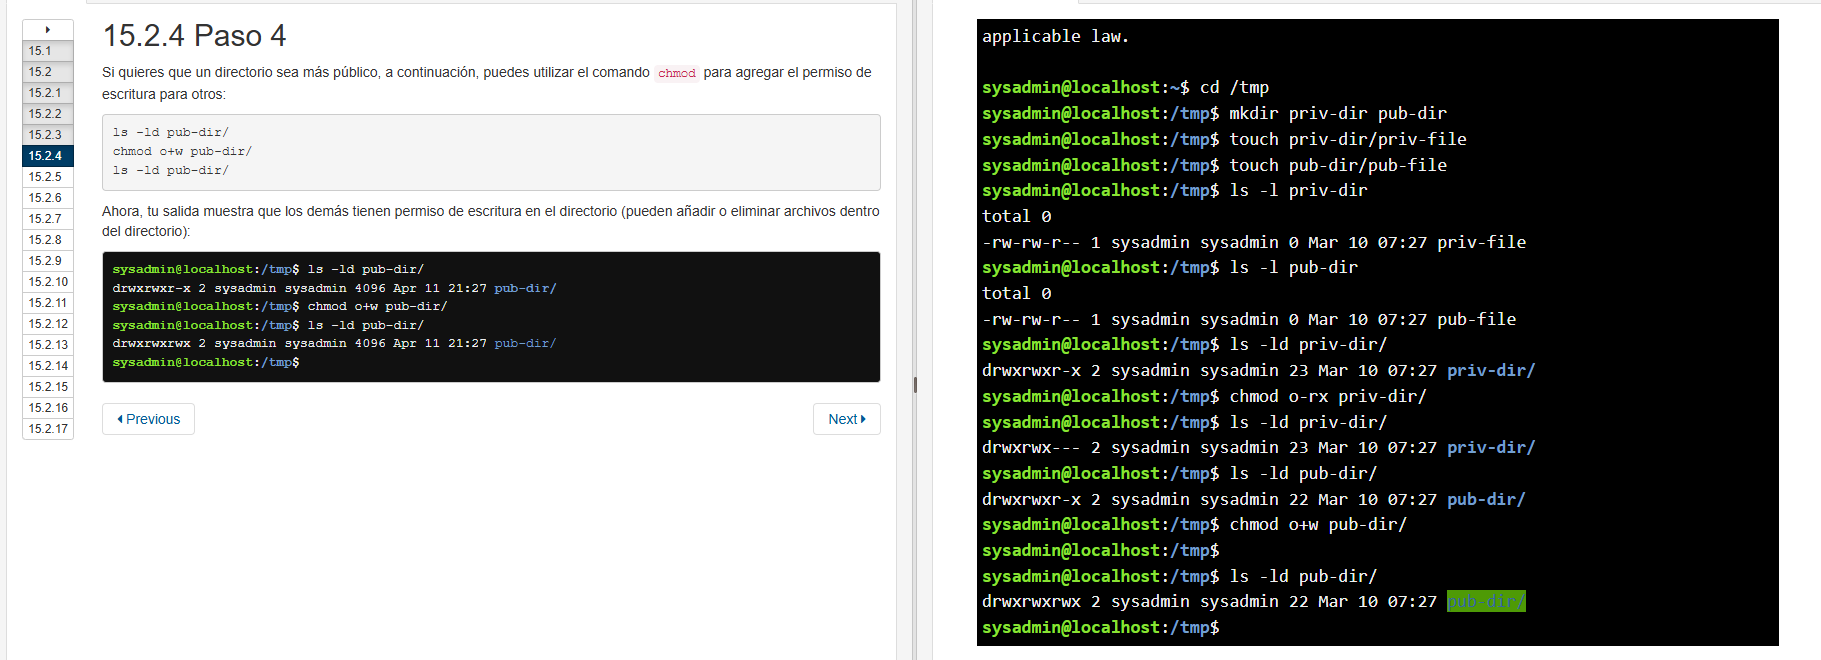 15.1
15.2
15.2.1
15.2.2
15.2.3
15.2.4
15.2.5
15.2.6
15.2.7
15.2.8
15.2.9
15.2.10
15.2.11
15.2.12
15.2.13
15.2.14
15.2.15
15.2.16
15.2.17
15.2.4 Paso 4
Si quieres que un directorio sea más público, a continuación, puedes utilizar el comando chmod para agregar el permiso de
escritura para otros:
ls -ld pub-dir/
chmod o+w pub-dir/
ls -ld pub-dir/
Ahora, tu salida muestra que los demás tienen permiso de escritura en el directorio (pueden añadir o eliminar archivos dentro
del directorio):
sysadmin@localhost:/tmp$ ls -ld pub-dir/
drwxrwxr-x 2 sysadmin sysadmin 4096 Apr 11 21:27 pub-dir/
sysadmin@localhost:/tmp$ chmod o+w pub-dir/
sysadmin@localhost:/tmp$ ls -ld pub-dir/
drwxrwxrwx 2 sysadmin sysadmin 4096 Apr 11 21:27 pub-dir/
sysadmin@localhost:/tmp$
Previous
Next
applicable law.
sysadmin@localhost:~$ cd /tmp
sysadmin@localhost:/tmp$ mkdir priv-dir pub-dir
sysadmin@localhost:/tmp$ touch priv-dir/priv-file
sysadmin@localhost:/tmp$ touch pub-dir/pub-file
sysadmin@localhost:/tmp$ ls -l priv-dir
total 0
-rw-rw-r-- 1 sysadmin sysadmin 0 Mar 10 07:27 priv-file
sysadmin@localhost:/tmp$ ls -l pub-dir
total 0
-rw-rw-r-- 1 sysadmin sysadmin 0 Mar 10 07:27 pub-file
sysadmin@localhost:/tmp$ ls -ld priv-dir/
drwxrwxr-x 2 sysadmin sysadmin 23 Mar 10 07:27 priv-dir/
sysadmin@localhost:/tmp$ chmod o-rx priv-dir/
sysadmin@localhost:/tmp$ ls -ld priv-dir/
drwxrwx--- 2 sysadmin sysadmin 23 Mar 10 07:27 priv-dir/
sysadmin@localhost:/tmp$ ls -ld pub-dir/
drwxrwxr-x 2 sysadmin sysadmin 22 Mar 10 07:27 pub-dir/
sysadmin@localhost:/tmp$ chmod o+w pub-dir/
sysadmin@localhost:/tmp$
sysadmin@localhost:/tmp$ ls -ld pub-dir/
drwxrwxrwx 2 sysadmin sysadmin 22 Mar 10 07:27 pub-dir/
sysadmin@localhost:/tmp$